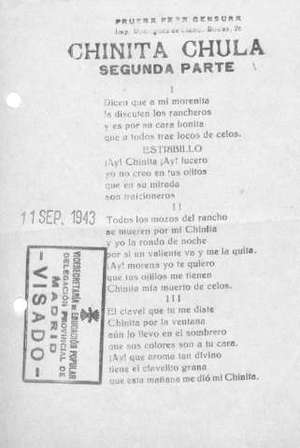 PRUEBA PARA CENSURA
Imp.
CHINITA CHULA
SEGUNDA PARTE
I
Dicen que a mi morenita
la discuten los rancheros
y es por su cara bonita
que a todos trae locos de celos.
ESTRIBILLO
¡Ay! Chinita ¡Ay! lucero
yo no creo en tus ojitos
que en su mirada
son traicioneros
II
11 SEP. 1943
Todos los mozos del rancho
se mueren por mi Chinita
y yo la rondo de noche
por si un valiente va y me la quita.
¡Ay! morena yo te quiero
que tus ojillos me tienen
Chinita mía muerto de celos.
III
El clavel que tu me diste
Chinita por la ventana
aún lo llevo en el sombrero
que sus colores son a tu cara.
¡Ay! que aroma tan divino
tiene el clavelito grana
que esta mañana me dió mi Chinita.
VICESECRETARÍA DE EDUCACIÓN POPULAR
DELEGACIÓN PROVINCIAL DE
MADRID
-VISADO-